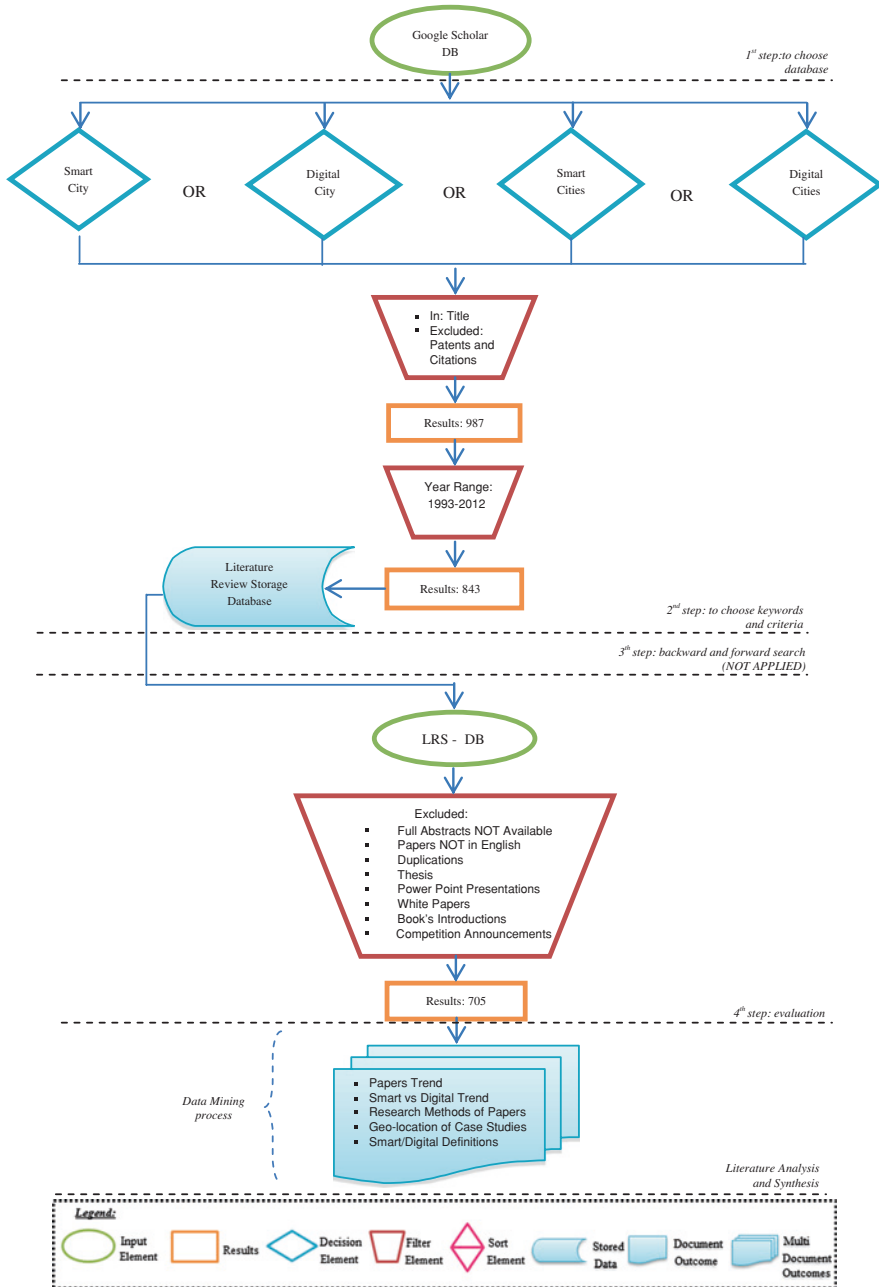 Google Scholar
DB
1st step:to choose
database
Smart
City
OR
Digital
City
OR
Smart
Cities
OR
Digital
Cities
▪ In: Title
▪ Excluded:
Patents and
Citations
Results: 987
Year Range:
1993-2012
Literature
Review Storage
Database
Results: 843
2nd step: to choose keywords
and criteria
3th step: backward and forward search
(NOT APPLIED)
LRS - DB
Excluded:
▪ Full Abstracts NOT Available
▪ Papers NOT in English
▪ Duplications
▪ Thesis
▪ Power Point Presentations
▪ White Papers
▪ Book's Introductions
▪ Competition Announcements
Results: 705
4th step: evaluation
Data Mining
process
▪ Papers Trend
▪ Smart vs Digital Trend
▪ Research Methods of Papers
▪ Geo-location of Case Studies
▪ Smart/Digital Definitions
Literature Analysis
and Synthesis
Legend:
Input
Element
Results
Decision
Element
Filter
Element
Sort
Element
Stored
Data
Document
Outcome
Multi
Document
Outcomes